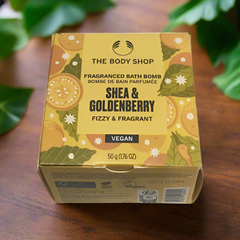 THE BODY SHOP
FRAGRANCED BATH BOMB
BOMBE DE BAIN PARFUMÉE
SHEA &
GOLDENBERRY
FIZZY & FRAGRANT
VEGAN
50 g (1.76 OZ)